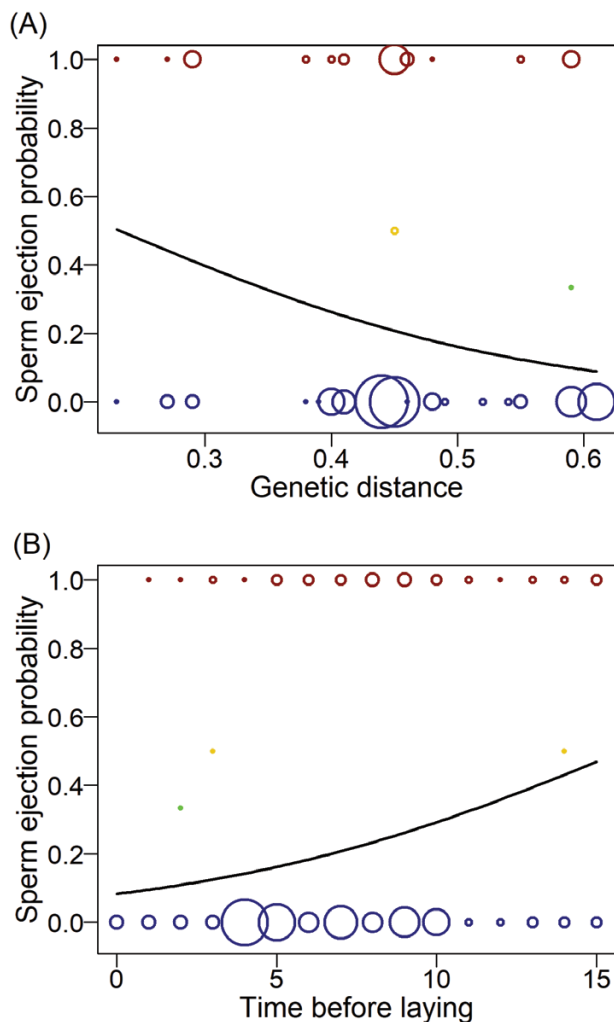 (A)
Sperm ejection probability
1.0
0.8
0.6
0.4
0.2
0.0
0.3 0.4 0.5 0.6
Genetic distance
(B)
Sperm ejection probability
1.0
0.8
0.6
0.4
0.2
0.0
0 5 10 15
Time before laying